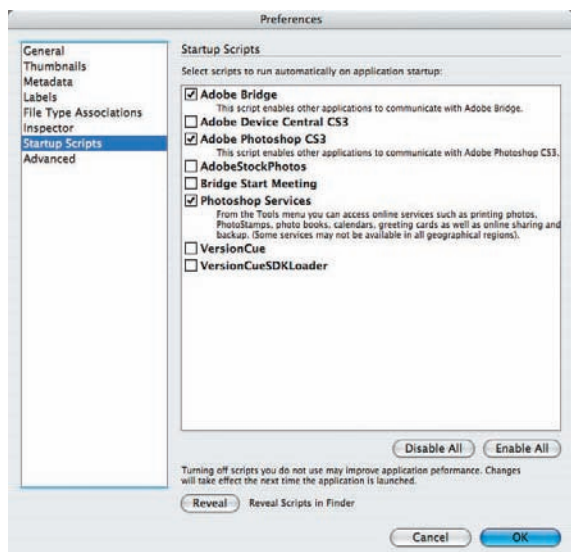 Preferences
General
Thumbnails
Metadata
Labels
File Type Associations
Inspector
Startup Scripts
Advanced
Startup Scripts
Select scripts to run automatically on application startup:
Adobe Bridge
This script enables other applications to communicate with Adobe Bridge.
Adobe Device Central CS3
Adobe Photoshop CS3
This script enables other applications to communicate with Adobe Photoshop CS3.
AdobeStockPhotos
Bridge Start Meeting
Photoshop Services
From the Tools menu you can access online services such as printing photos,
PhotoStamps, photo books, calendars, greeting cards as well as online sharing and
backup. (Some services may not be available in all geographical regions).
VersionCue
VersionCueSDKLoader
Disable All
Enable All
Turning off scripts you do not use may improve application peformance. Changes
will take effect the next time the application is launched.
Reveal
Reveal Scripts in Finder
Cancel
OK